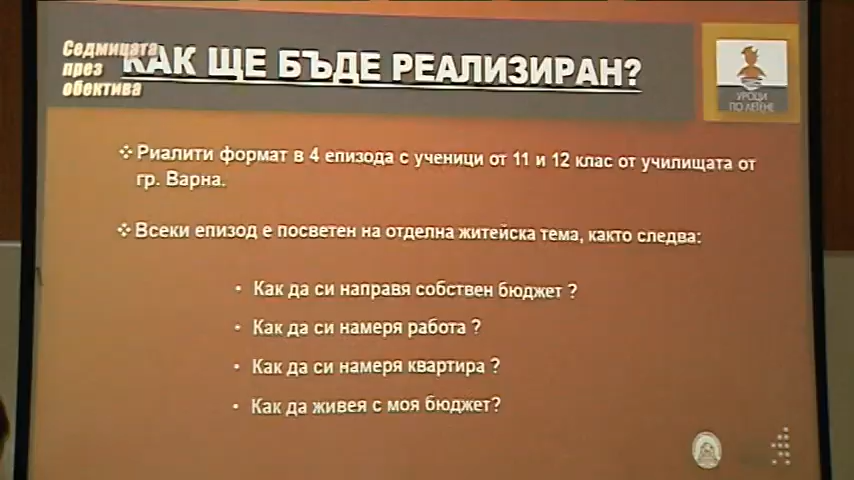 Седмицата
през
обектива
КАК ЩЕ БЪДЕ РЕАЛИЗИРАН?
УРОЦИ
ПО ЛЕТЕНЕ
Риалити формат в 4 епизода с ученици от 11 и 12 клас от училищата от
гр. Варна.
Всеки епизод е посветен на отделна житейска тема, както следва:
Как да си направя собствен бюджет ?
Как да си намеря работа ?
Как да си намеря квартира ?
Как да живея с моя бюджет?